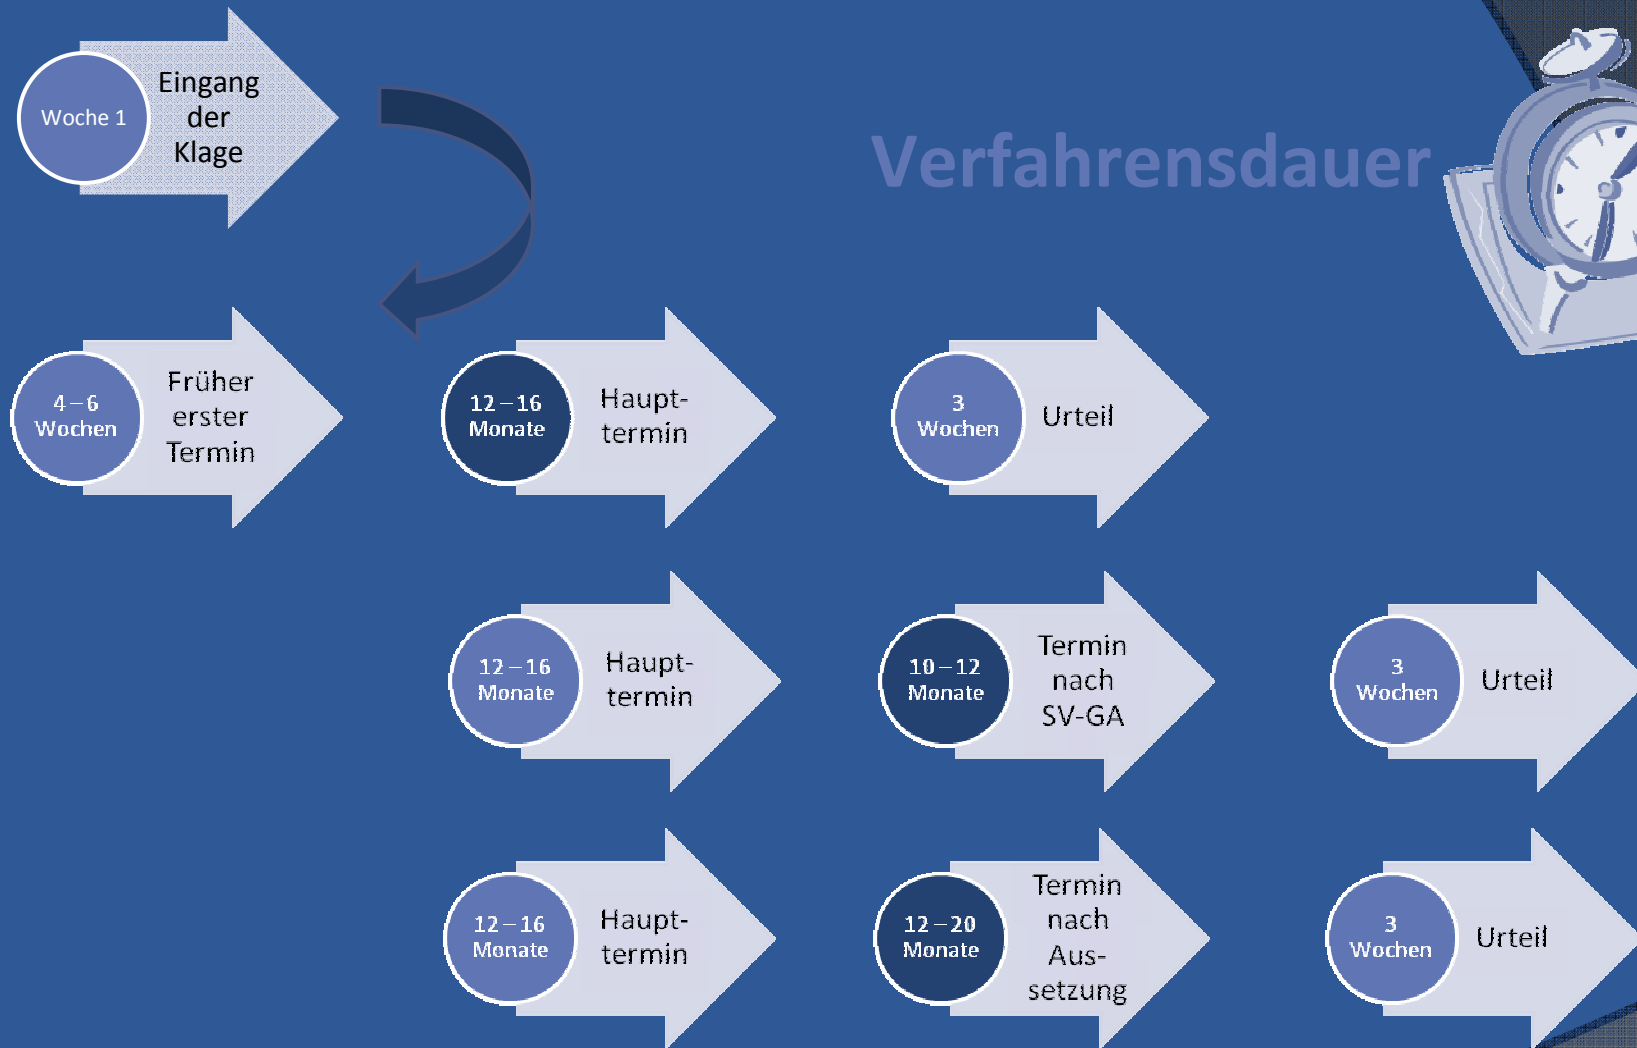 Verfahrensdauer
Woche 1
Eingang
der
Klage
4 – 6
Wochen
Früher
erster
Termin
12 – 16
Monate
Haupt-
termin
3
Wochen
Urteil
12 – 16
Monate
Haupt-
termin
10 – 12
Monate
Termin
nach
SV-GA
3
Wochen
Urteil
12 – 16
Monate
Haupt-
termin
12 – 20
Monate
Termin
nach
Aus-
setzung
3
Wochen
Urteil